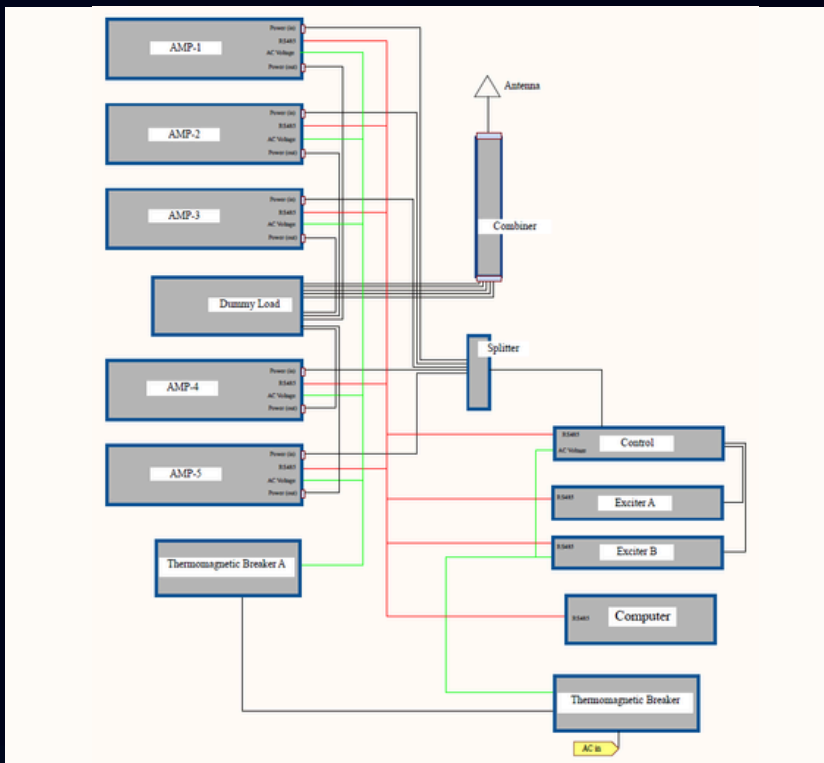 Power (in)
RS485
AMP-1
AC Voltage
Power (out)
Antenna
Power (in)
RS485
AMP-2
AC Voltage
Power (out)
Power (in)
RS485
AMP-3
AC Voltage
Power (out)
Combiner
Dummy Load
Splitter
Power (in)
RS485
AMP-4
AC Voltage
Power (out)
RS485
Control
AC Voltage
Power (in)
RS485
AMP-5
AC Voltage
Power (out)
RS485
Exciter A
RS485
Exciter B
Thermomagnetic Breaker A
Computer
RS485
Thermomagnetic Breaker
AC in